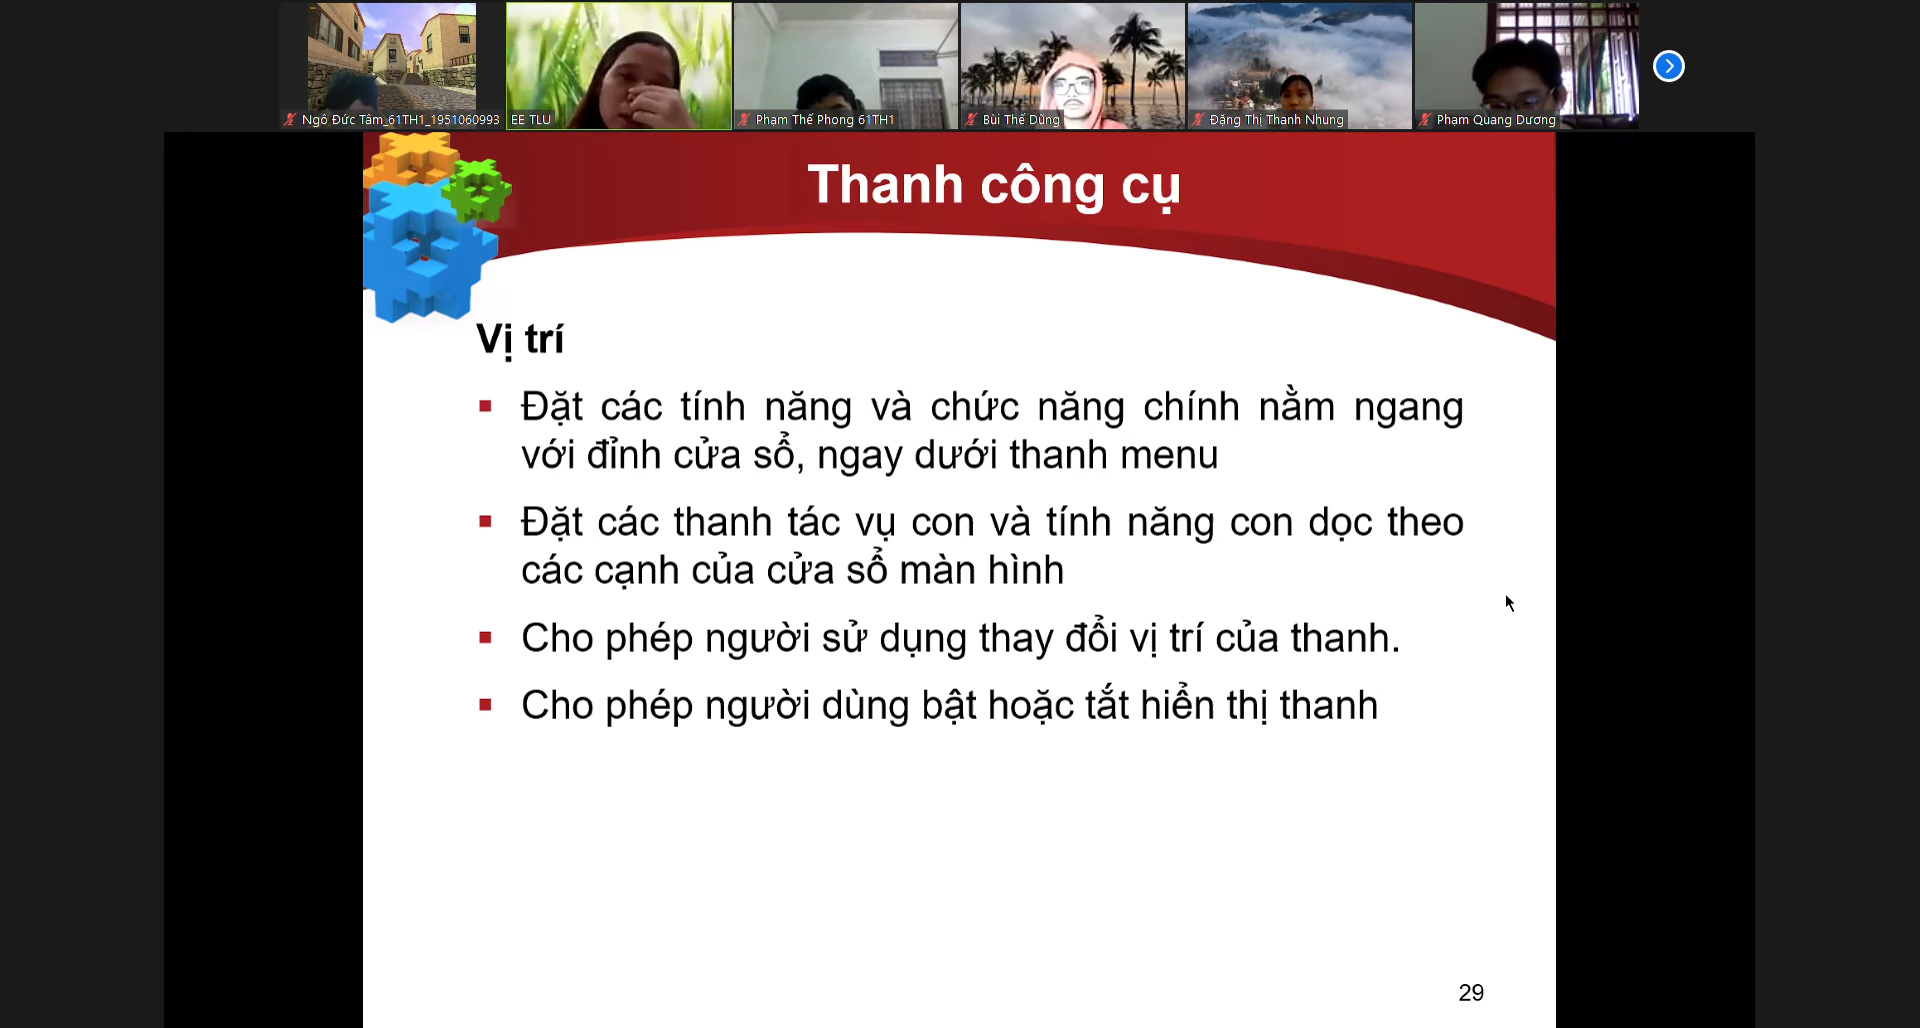 Ngô Đức Tâm_61TH1_1951060993
EE TLU
Phạm Thế Phong 61TH1
Bùi Thế Dũng
Đặng Thị Thanh Nhung
Phạm Quang Dương
Thanh công cụ
Vị trí
Đặt các tính năng và chức năng chính nằm ngang
với đỉnh cửa sổ, ngay dưới thanh menu
Đặt các thanh tác vụ con và tính năng con dọc theo
các cạnh của cửa sổ màn hình
Cho phép người sử dụng thay đổi vị trí của thanh.
Cho phép người dùng bật hoặc tắt hiển thị thanh
29